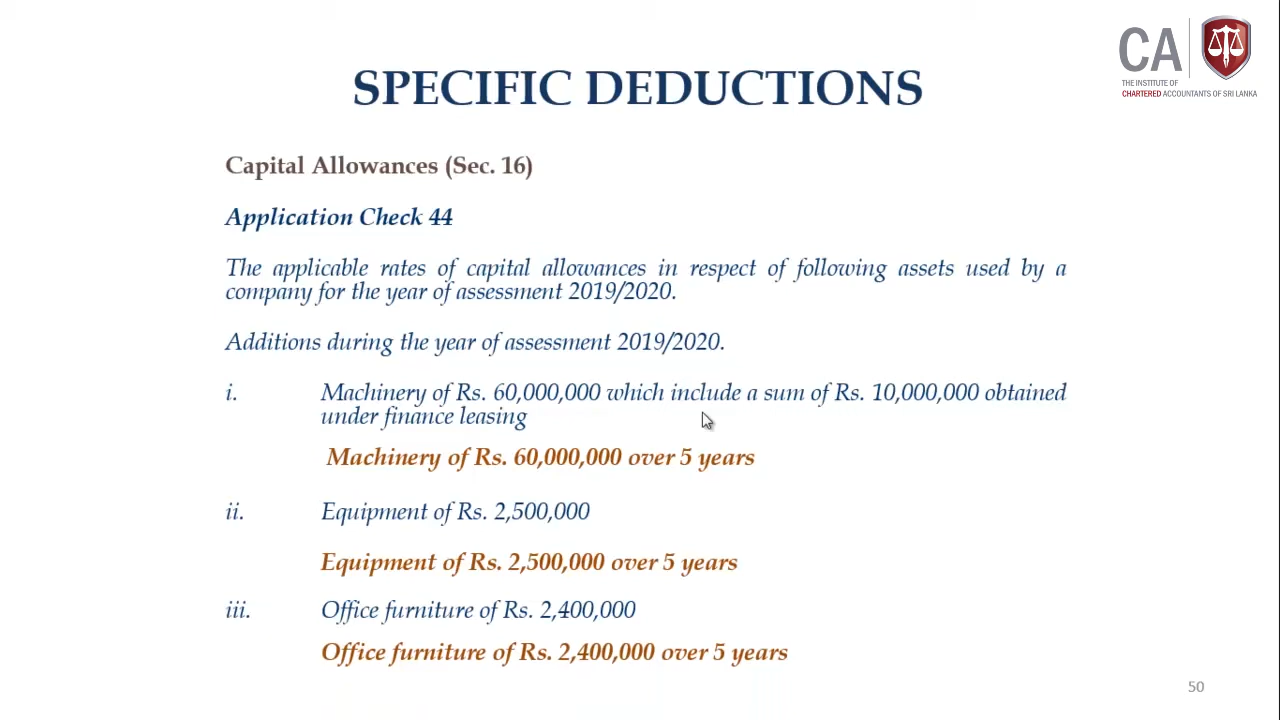 CA
THE INSTITUTE OF
CHARTERED ACCOUNTANTS OF SRI LANKA
SPECIFIC DEDUCTIONS
Capital Allowances (Sec. 16)
Application Check 44
The applicable rates of capital allowances in respect of following assets used by a
company for the year of assessment 2019/2020.
Additions during the year of assessment 2019/2020.
i. Machinery of Rs. 60,000,000 which include a sum of Rs. 10,000,000 obtained
under finance leasing
Machinery of Rs. 60,000,000 over 5 years
ii. Equipment of Rs. 2,500,000
Equipment of Rs. 2,500,000 over 5 years
iii. Office furniture of Rs. 2,400,000
Office furniture of Rs. 2,400,000 over 5 years
50